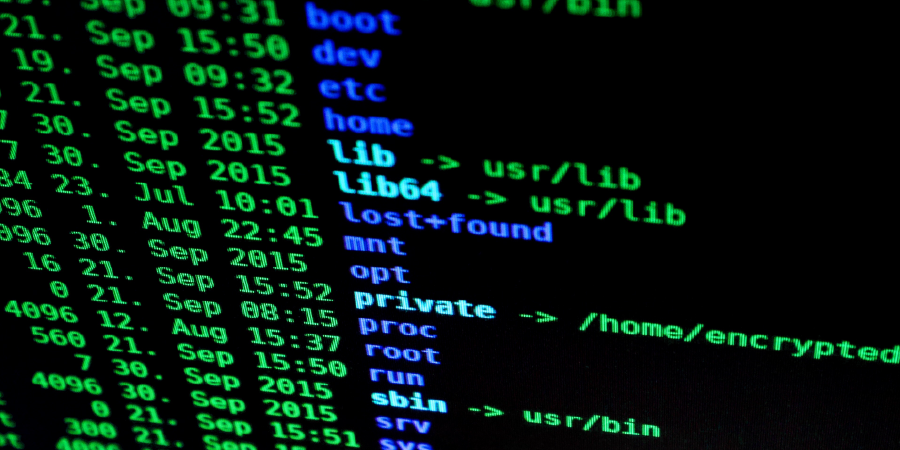 usr/bin
Sep 09:31 boot
21. Sep 15:50 dev
19. Sep 09:32 etc
21. Sep 15:52 home
7 30. Sep 2015 lib -> usr/lib
7 30. Sep 2015 lib64 -> usr/lib
84 23. Jul 10:01 lost+found
096 1. Aug 22:45 mnt
096 30. Sep 2015 opt
16 21. Sep 15:52 private -> /home/encrypted
0 21. Sep 08:15 proc
4096 12. Aug 15:37 root
560 21. Sep 15:50 run
7 30. Sep 2015 sbin -> usr/bin
4096 30. Sep 2015 srv
0 21. Sep 15:51 sys
300 21. Sep
4096